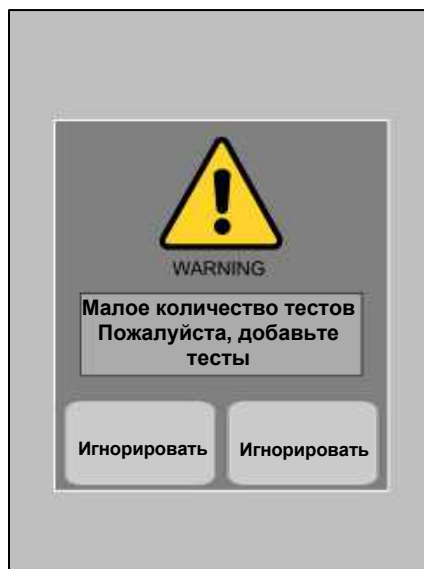 WARNING
Малое количество тестов
Пожалуйста, добавьте
тесты
Игнорировать
Игнорировать